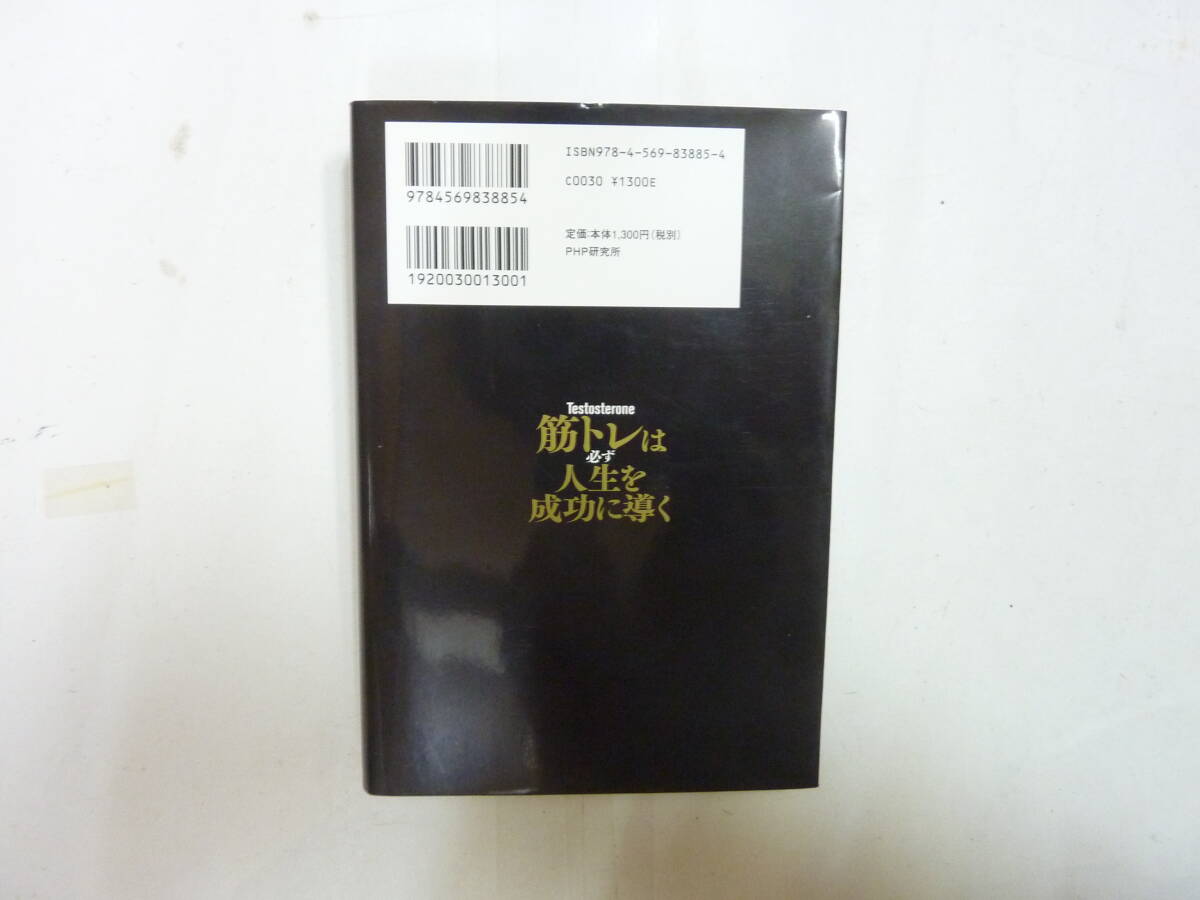 ISBN978-4-569-83885-4
C0030 ¥1300E
9784569838854
定価:本体1,300円(税別)
PHP研究所
1920030013001
Testosterone
筋トレは
必ず
人生を
成功に導く